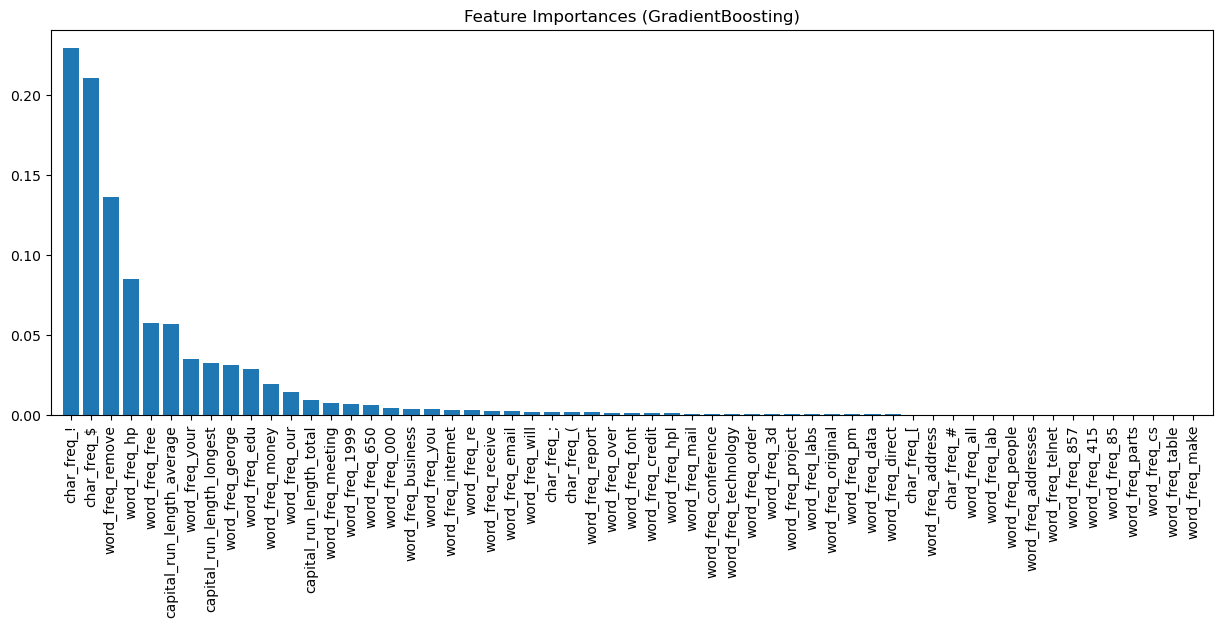 Feature Importances (GradientBoosting)
0.20
0.15
0.10
0.05
0.00
char_freq_!
char_freq_$
word_freq_remove
word_freq_hp
word_freq_free
capital_run_length_average
word_freq_your
capital_run_length_longest
word_freq_george
word_freq_edu
word_freq_money
word_freq_our
capital_run_length_total
word_freq_meeting
word_freq_1999
word_freq_650
word_freq_000
word_freq_business
word_freq_you
word_freq_internet
word_freq_re
word_freq_receive
word_freq_email
word_freq_will
char_freq_;
char_freq_(
word_freq_report
word_freq_over
word_freq_font
word_freq_credit
word_freq_hpl
word_freq_mail
word_freq_conference
word_freq_technology
word_freq_order
word_freq_3d
word_freq_project
word_freq_labs
word_freq_original
word_freq_pm
word_freq_data
word_freq_direct
char_freq_[
word_freq_address
char_freq_#
word_freq_all
word_freq_lab
word_freq_people
word_freq_addresses
word_freq_telnet
word_freq_857
word_freq_415
word_freq_85
word_freq_parts
word_freq_cs
word_freq_table
word_freq_make